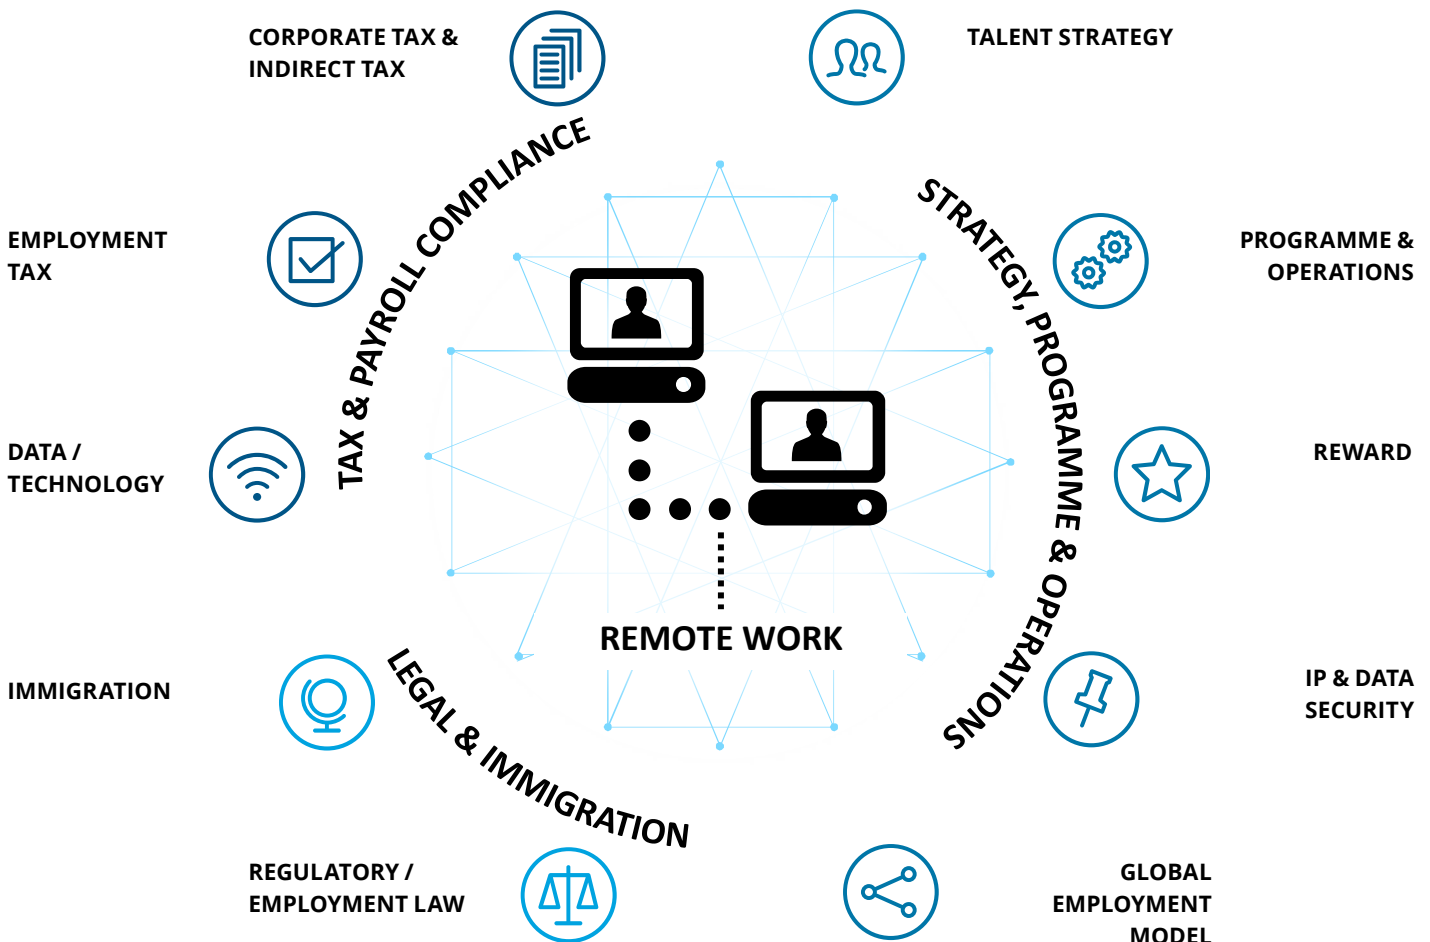 CORPORATE TAX &
INDIRECT TAX
TALENT STRATEGY
TAX & PAYROLL COMPLIANCE
STRATEGY, PROGRAMME & OPERATIONS
EMPLOYMENT
TAX
PROGRAMME &
OPERATIONS
DATA /
TECHNOLOGY
REWARD
REMOTE WORK
IMMIGRATION
LEGAL & IMMIGRATION
IP & DATA
SECURITY
REGULATORY /
EMPLOYMENT LAW
GLOBAL
EMPLOYMENT
MODEL